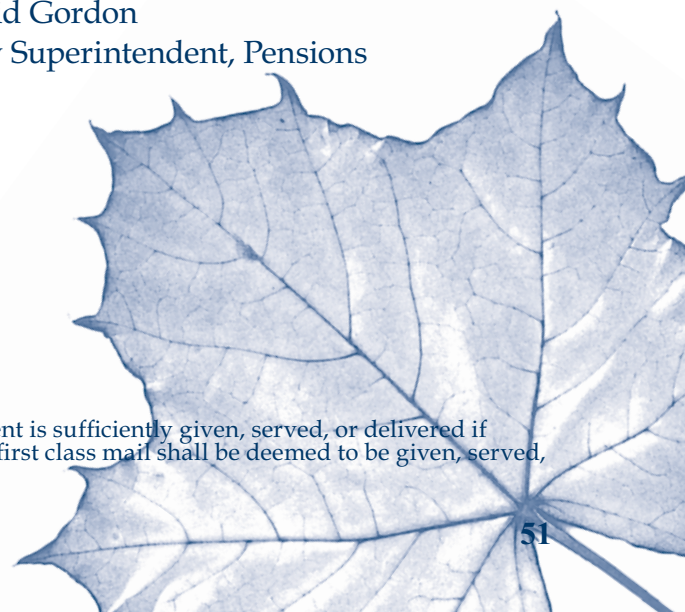 d Gordon
Superintendent, Pensions
ent is sufficiently given, served, or delivered if
first class mail shall be deemed to be given, served,
51